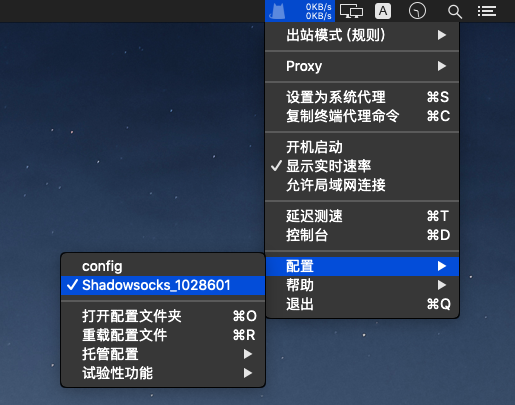 0KB/s
0KB/s
A
出站模式 (规则)
Proxy
设置为系统代理 ⌘S
复制终端代理命令 ⌘C
开机启动
显示实时速率
允许局域网连接
延迟测速 ⌘T
控制台 ⌘D
配置
帮助
退出 ⌘Q
config
Shadowsocks_1028601
打开配置文件夹 ⌘O
重载配置文件 ⌘R
托管配置
试验性功能